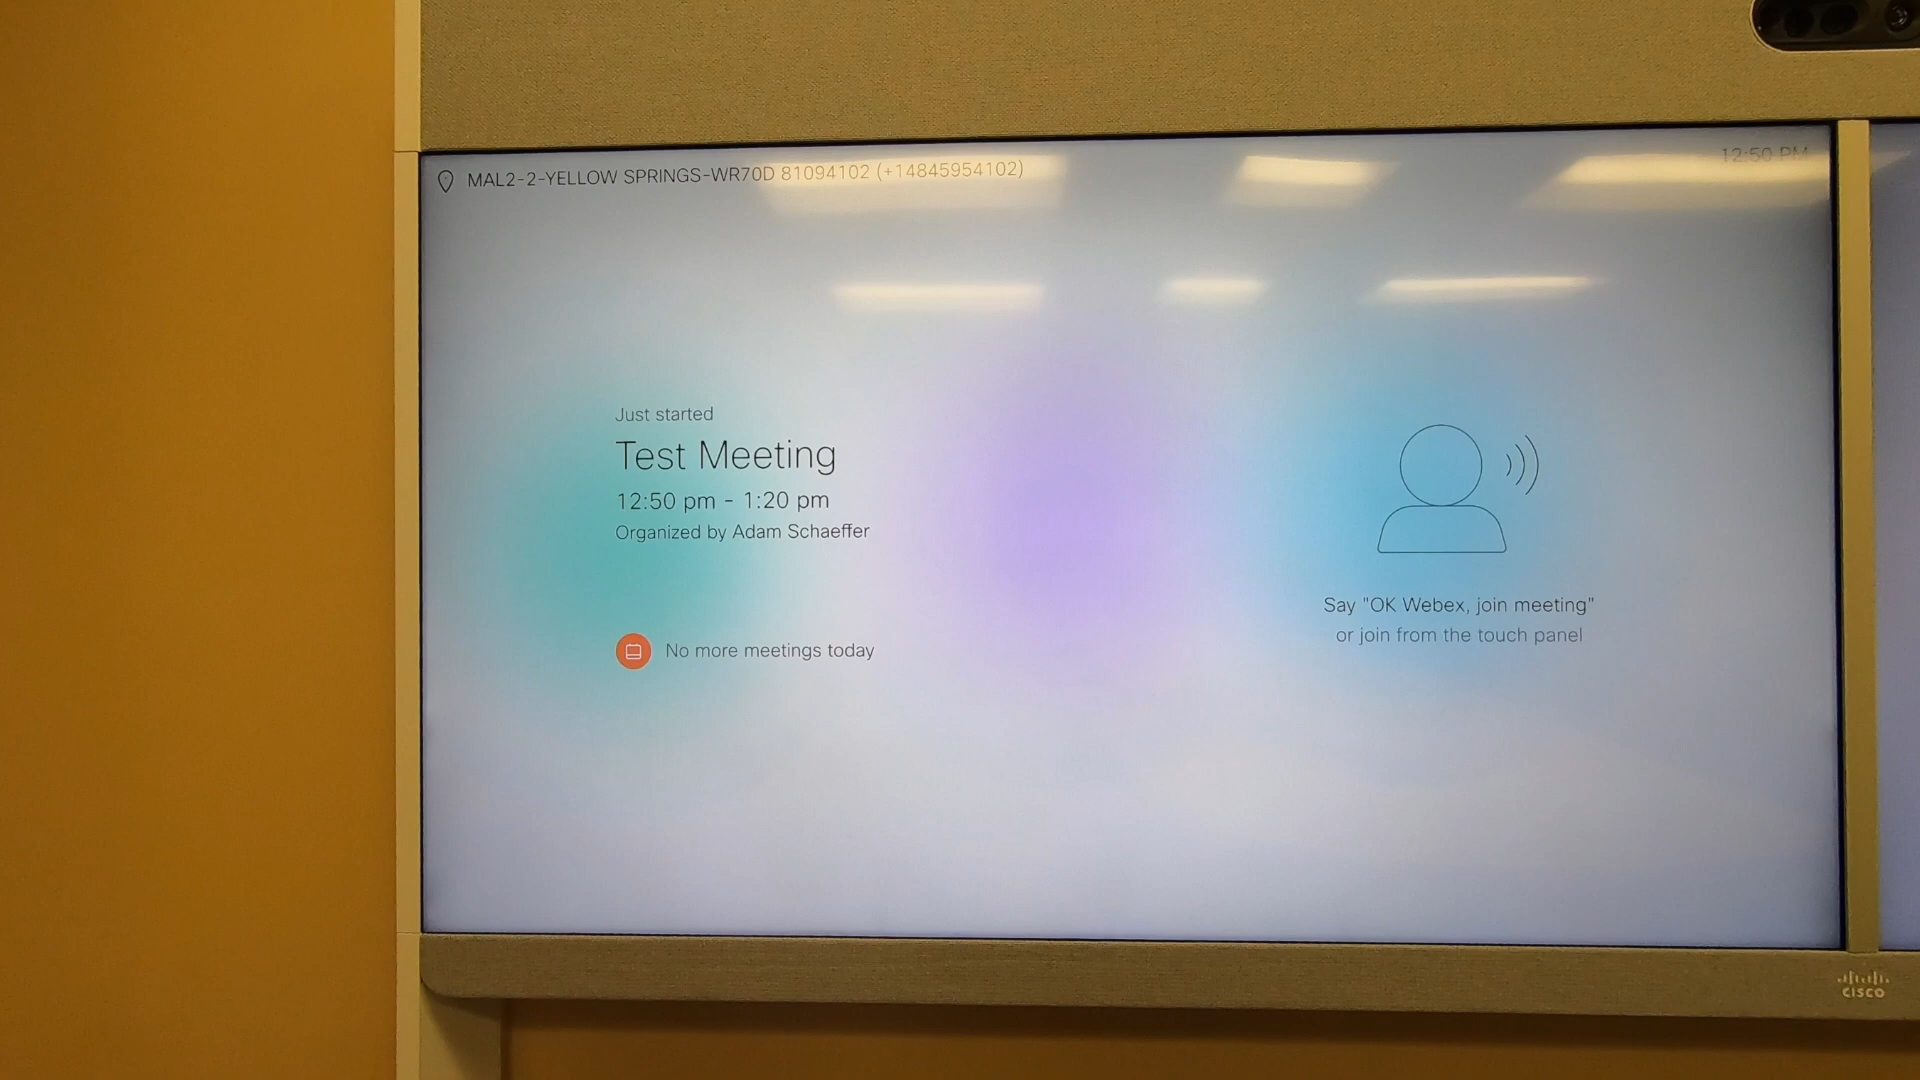 MAL2-2-YELLOW SPRINGS-WR70D 81094102 (+14845954102)
12:50 PM
Just started
Test Meeting
12:50 pm - 1:20 pm
Organized by Adam Schaeffer
No more meetings today
Say "OK Webex, join meeting"
or join from the touch panel
CISCO